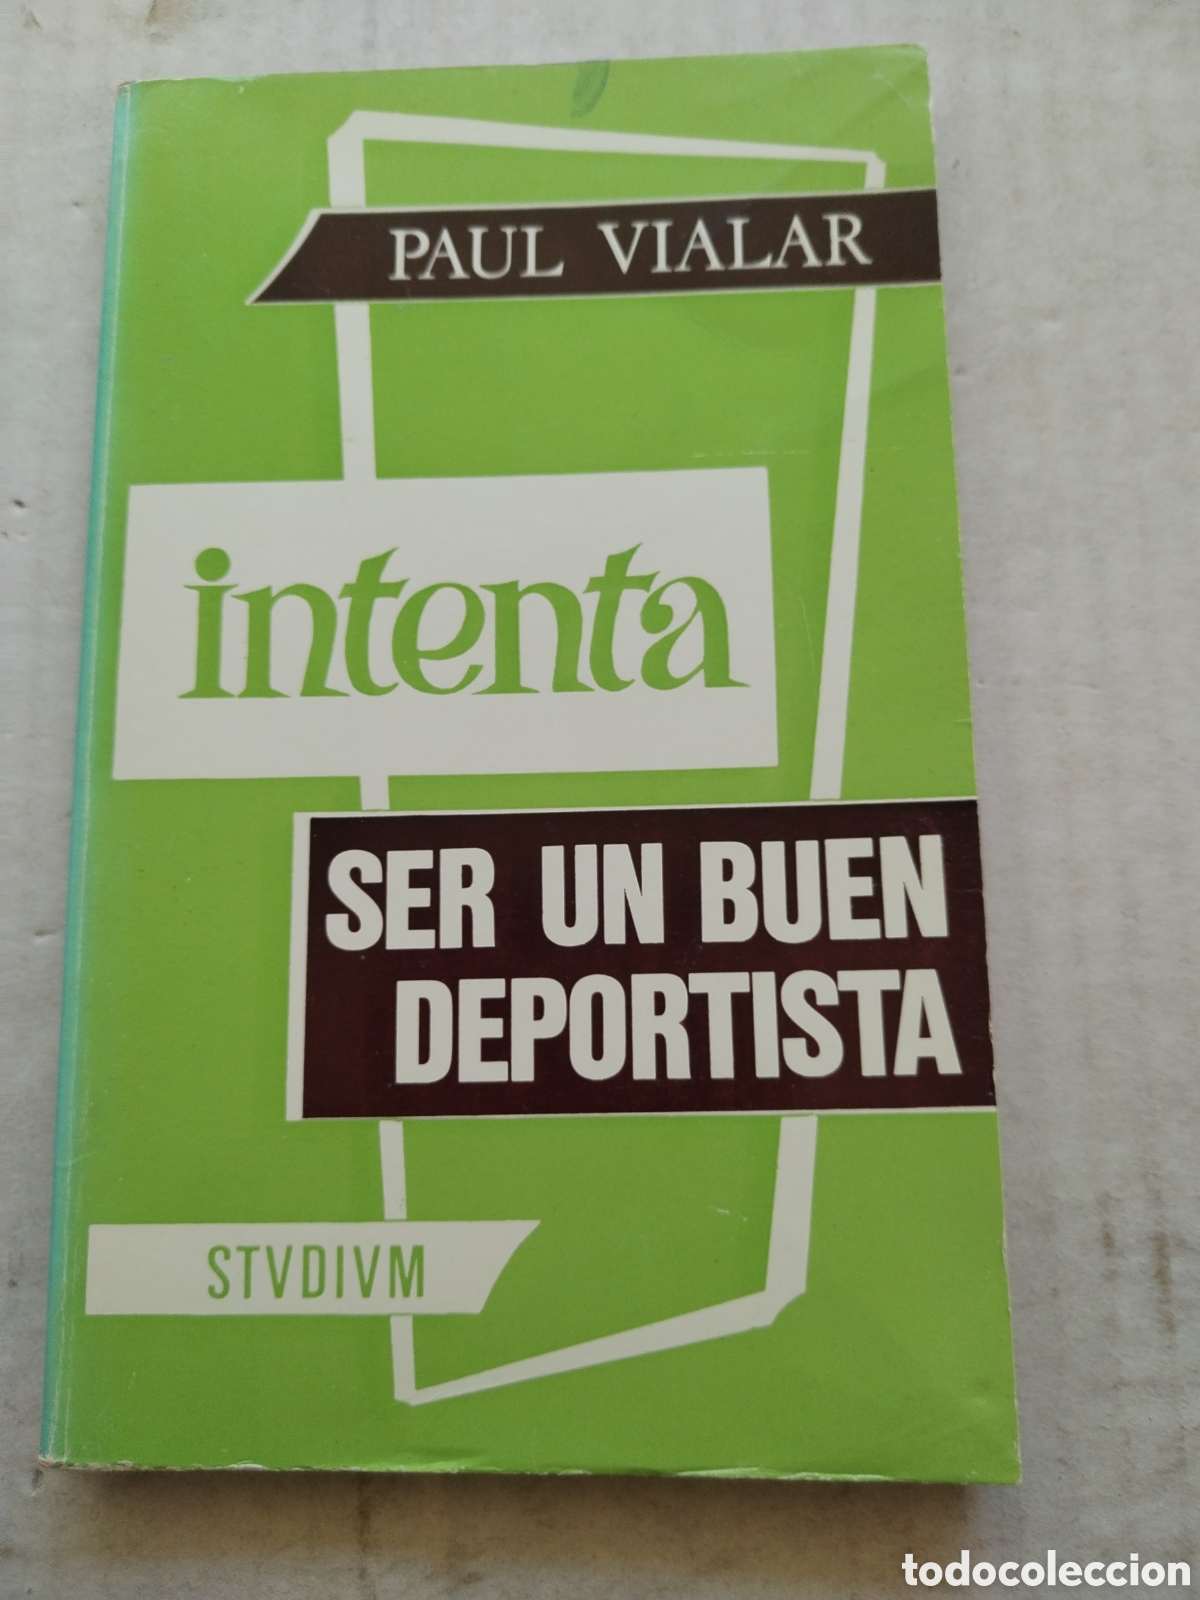 PAUL VIALAR
intenta
SER UN BUEN
DEPORTISTA
STVDIVM
todocoleccion